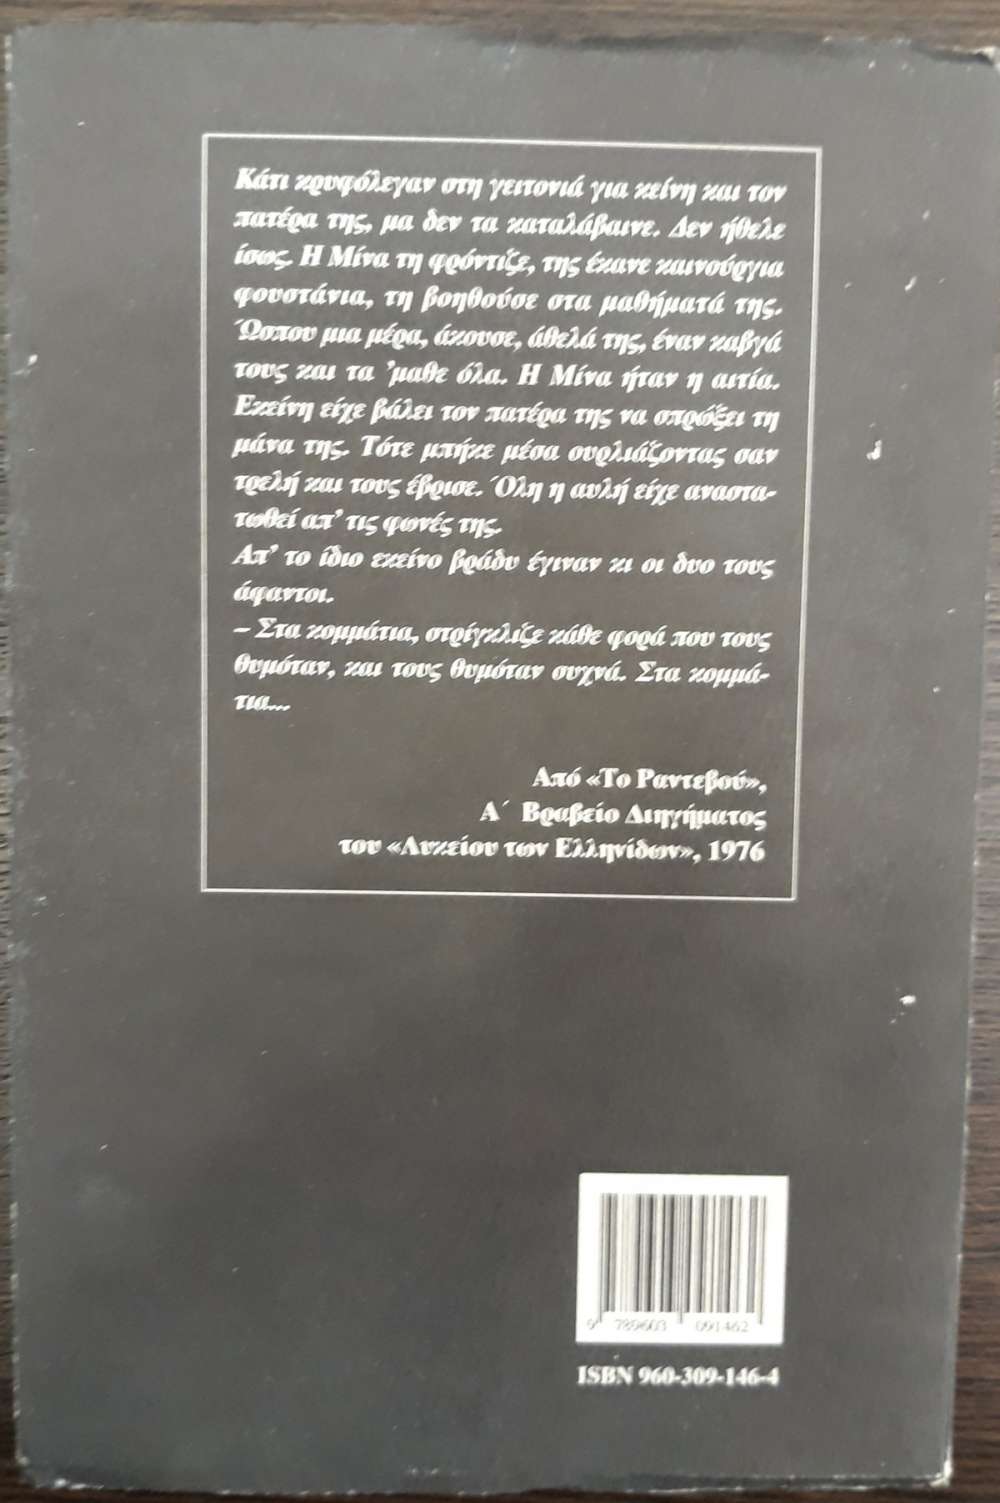 Κάτι κρυφόλεγαν στη γειτονιά για κείνη και τον
πατέρα της, μα δεν τα καταλάβαινε. Δεν ήθελε
ίσως. Η Μίνα τη φρόντιζε, της έκανε καινούργια
φουστάνια, τη βοηθούσε στα μαθήματά της.
Ώσπου μια μέρα, άκουσε, άθελά της, έναν καβγά
τους και τα 'μαθε όλα. Η Μίνα ήταν η αιτία.
Εκείνη είχε βάλει τον πατέρα της να σπρώξει τη
μάνα της. Τότε μπήκε μέσα ουρλιάζοντας σαν
τρελή και τους έβρισε. Όλη η αυλή είχε αναστα-
τωθεί απ' τις φωνές της.
Απ' το ίδιο εκείνο βράδυ έγιναν κι οι δυο τους
άφαντοι.
– Στα κομμάτια, στρίγκλιζε κάθε φορά που τους
θυμόταν, και τους θυμόταν συχνά. Στα κομμά-
τια...
Από «Το Ραντεβού»,
Α΄ Βραβείο Διηγήματος
του «Λυκείου των Ελληνίδων», 1976
9 789603 091462
ISBN 960-309-146-4